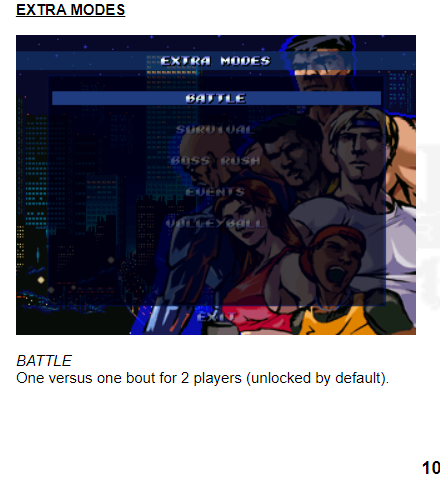 EXTRA MODES
EXTRA MODES
BATTLE
SURVIVAL
BOSS RUSH
EVENTS
VOLLEYBALL
EXIT
BATTLE
One versus one bout for 2 players (unlocked by default).
10